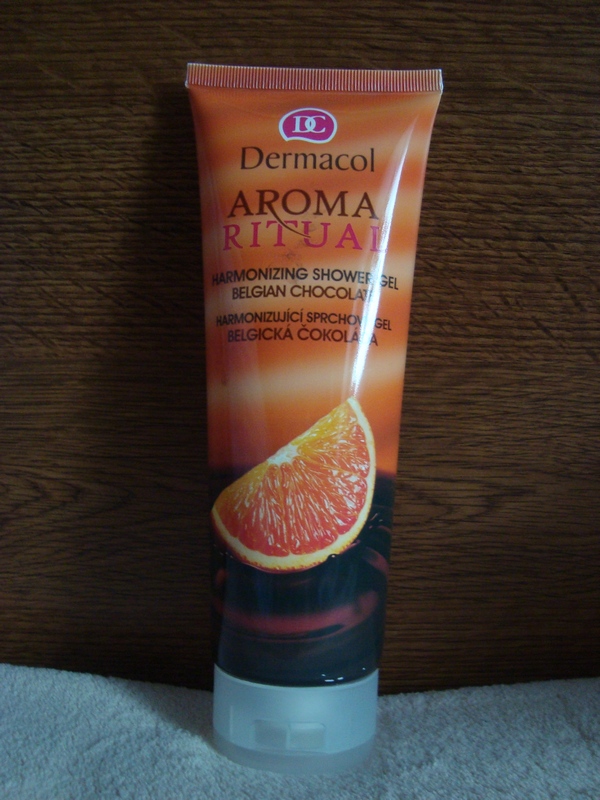 DC
Dermacol
AROMA
RITUAL
HARMONIZING SHOWER GEL
BELGIAN CHOCOLATE
HARMONIZUJÍCÍ SPRCHOVÝ GEL
BELGICKÁ ČOKOLÁDA